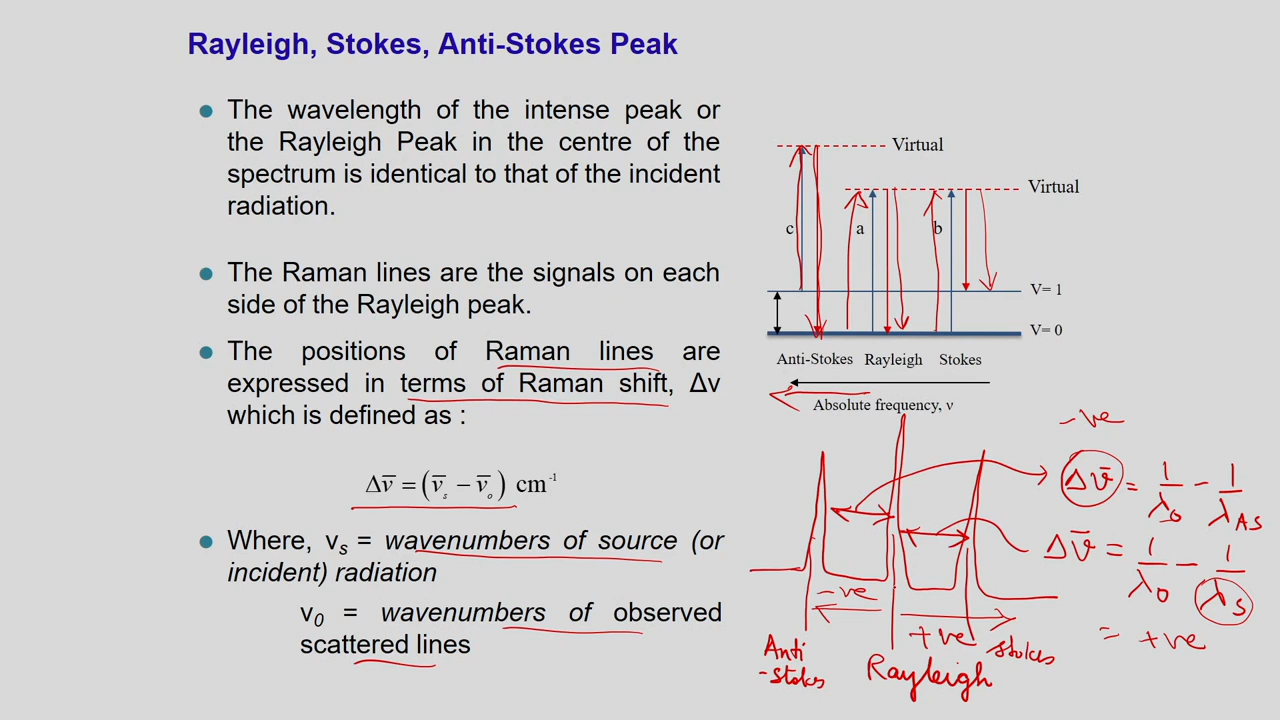 Rayleigh, Stokes, Anti-Stokes Peak
The wavelength of the intense peak or
the Rayleigh Peak in the centre of the
spectrum is identical to that of the incident
radiation.
The Raman lines are the signals on each
side of the Rayleigh peak.
The positions of Raman lines are
expressed in terms of Raman shift, Δv
which is defined as :
Δv̅ = (v̅s − v̅o) cm⁻¹
Where, vs = wavenumbers of source (or
incident) radiation
v0 = wavenumbers of observed
scattered lines
Virtual
Virtual
c
a
b
V= 1
V= 0
Anti-Stokes Rayleigh Stokes
Absolute frequency, ν
-ve
Δν̅ = 1/λ0 - 1/λAS
Δν̅ = 1/λ0 - 1/λS
= +ve
-ve
+ve
Anti
-stokes
Rayleigh
stokes